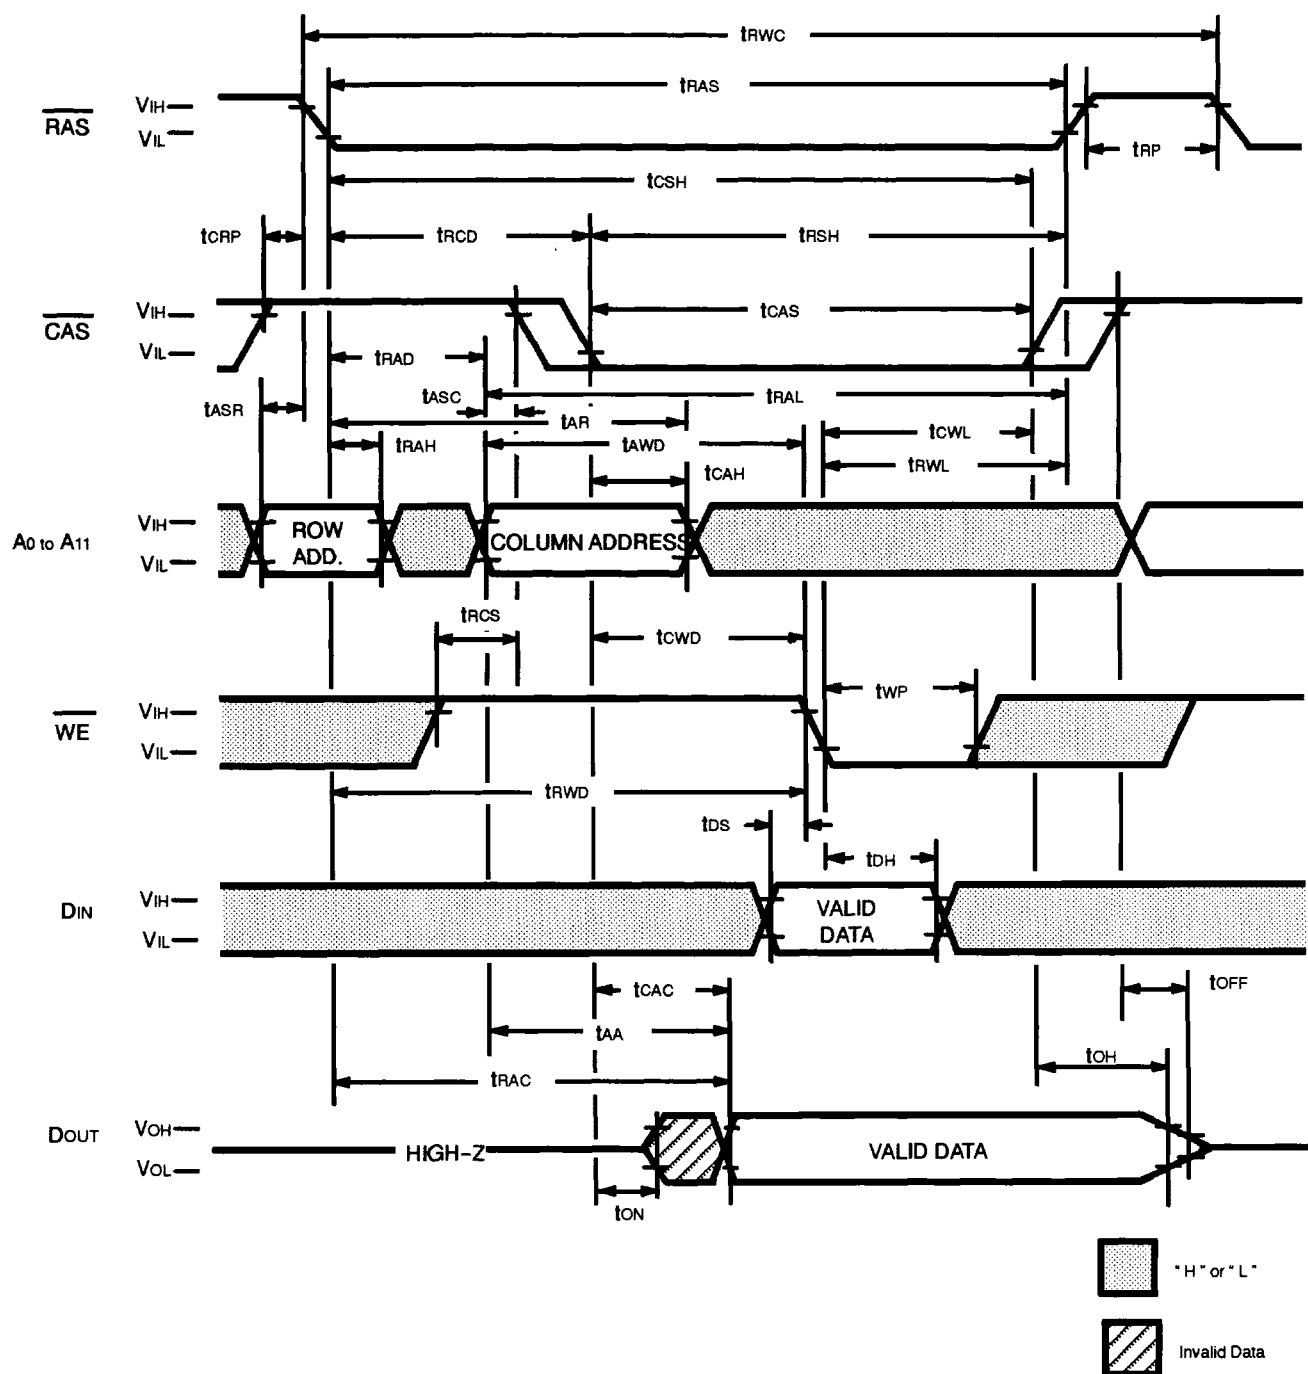 tRWC
tRAS
RAS
VIH
VIL
tRP
tCSH
tCRP
tRCD
tRSH
CAS
VIH
VIL
tCAS
tRAD
tASR
tASC
tRAL
tAR
tCWL
tRAH
tAWD
tRWL
tCAH
A0 to A11
VIH
VIL
ROW
ADD.
COLUMN ADDRESS
tRCS
tCWD
tWP
WE
VIH
VIL
tRWD
tDS
tDH
DIN
VIH
VIL
VALID
DATA
tCAC
tOFF
tAA
tOH
tRAC
DOUT
VOH
VOL
HIGH-Z
VALID DATA
tON
"H" or "L"
Invalid Data